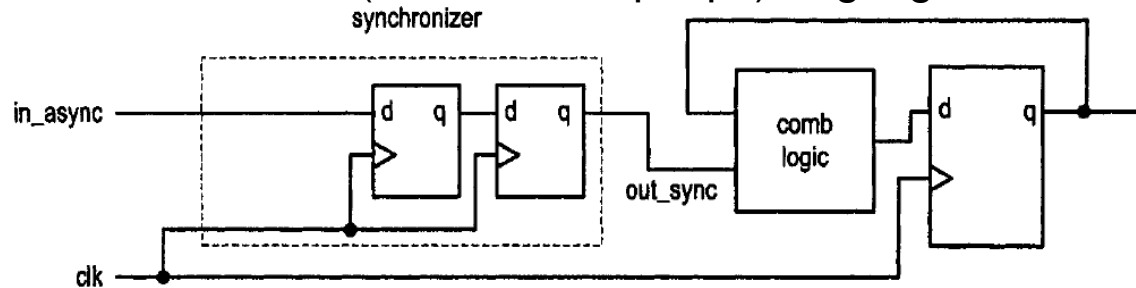 synchronizer
in_async
d q
d q
out_sync
comb
logic
d q
clk